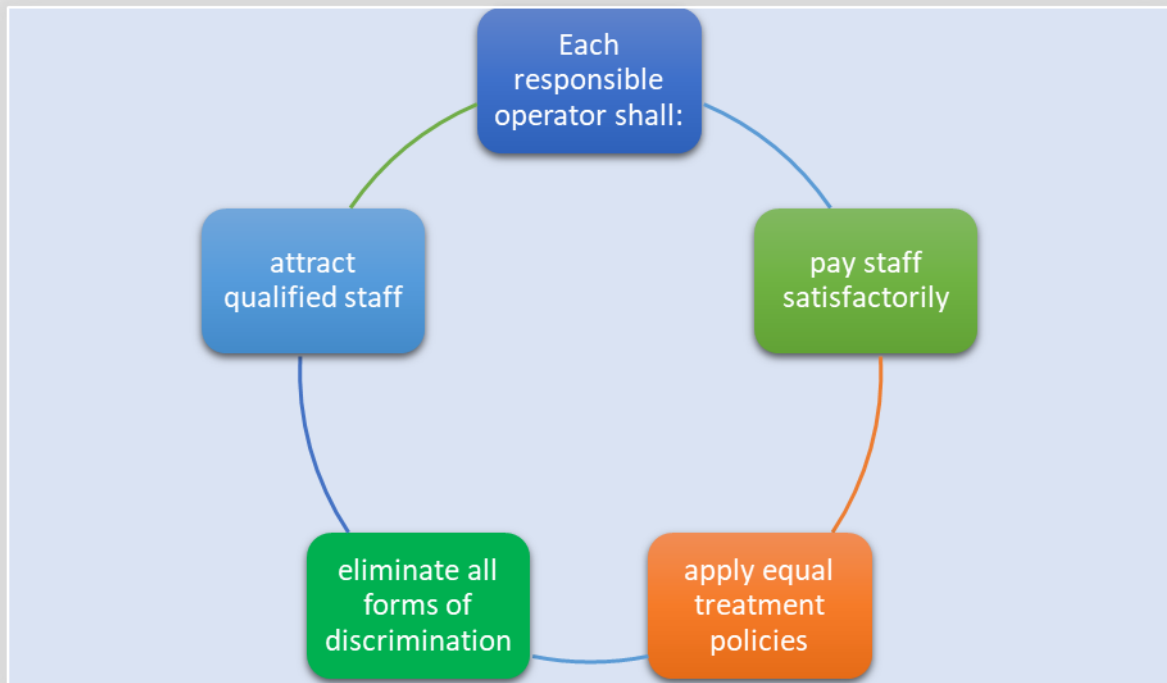 Each
responsible
operator shall:
pay staff
satisfactorily
apply equal
treatment
policies
eliminate all
forms of
discrimination
attract
qualified staff